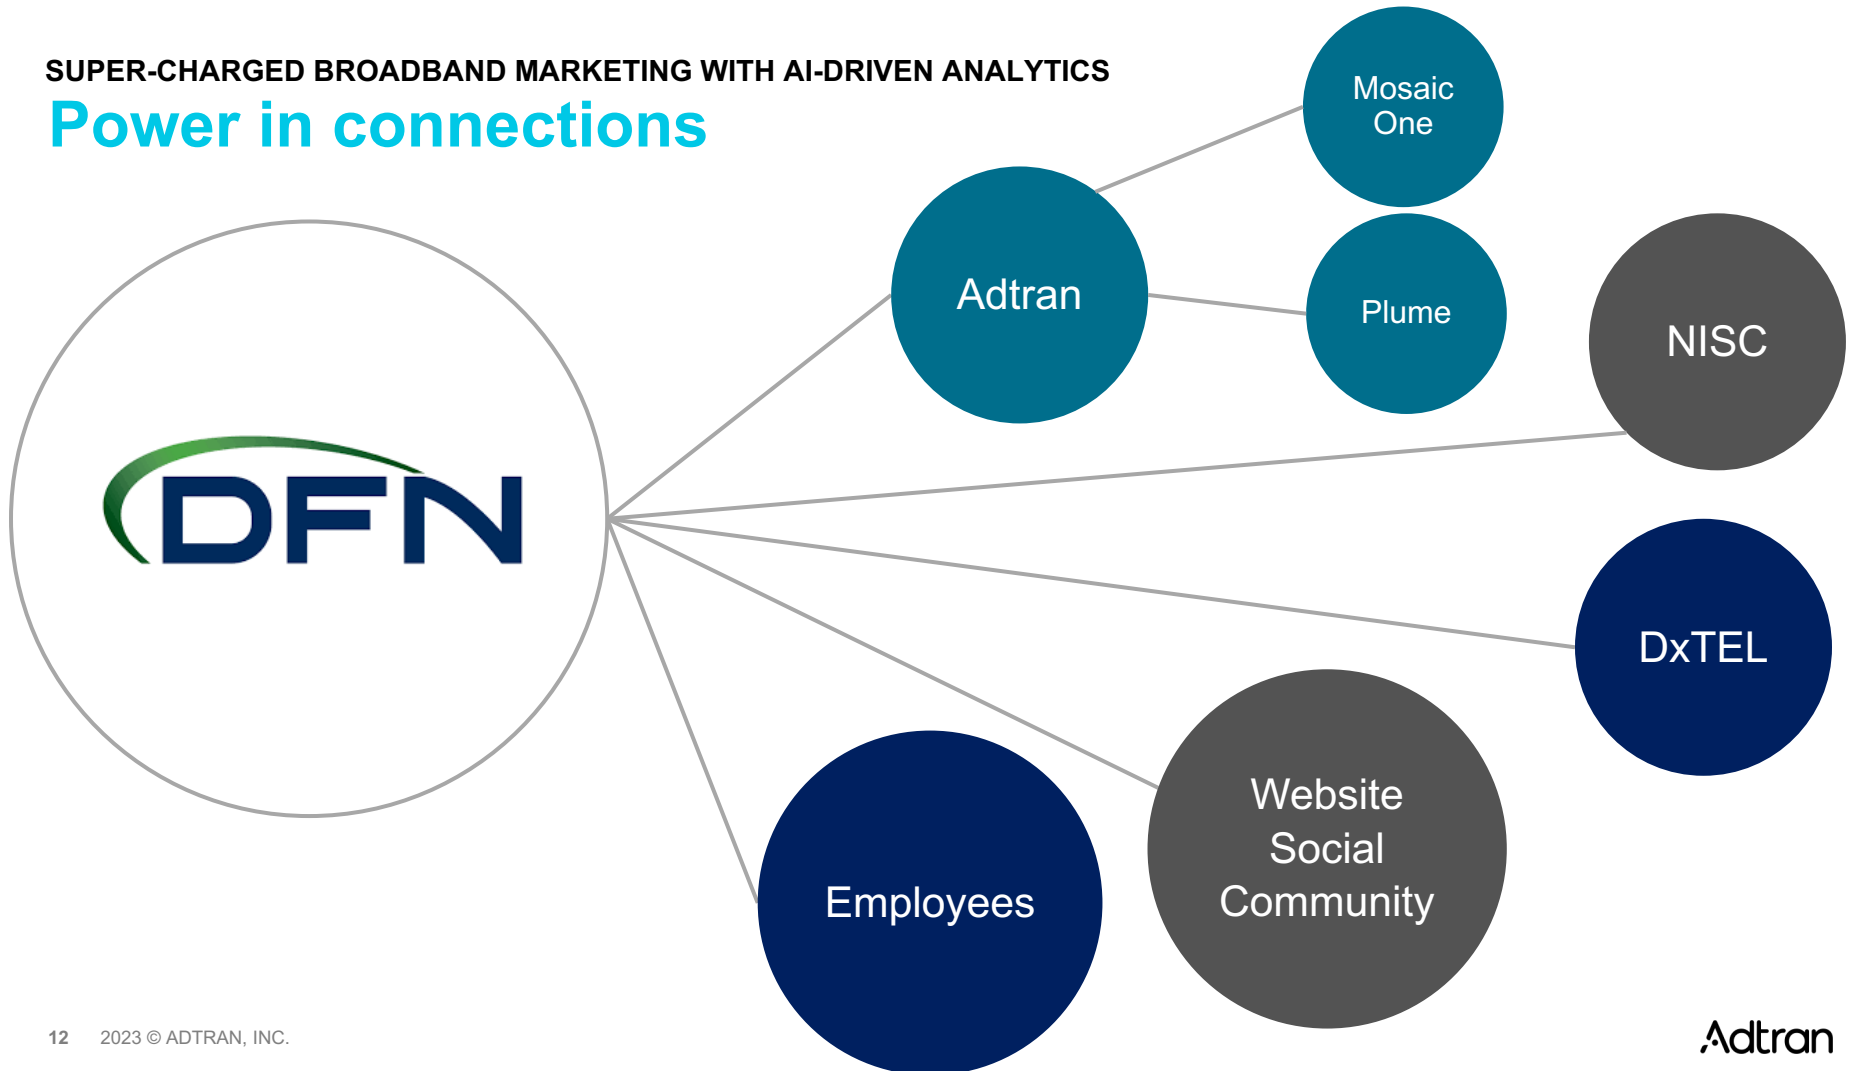 SUPER-CHARGED BROADBAND MARKETING WITH AI-DRIVEN ANALYTICS
Power in connections
Mosaic
One
Adtran
Plume
NISC
DFN
DxTEL
Website
Social
Community
Employees
12 2023 © ADTRAN, INC.
Adtran